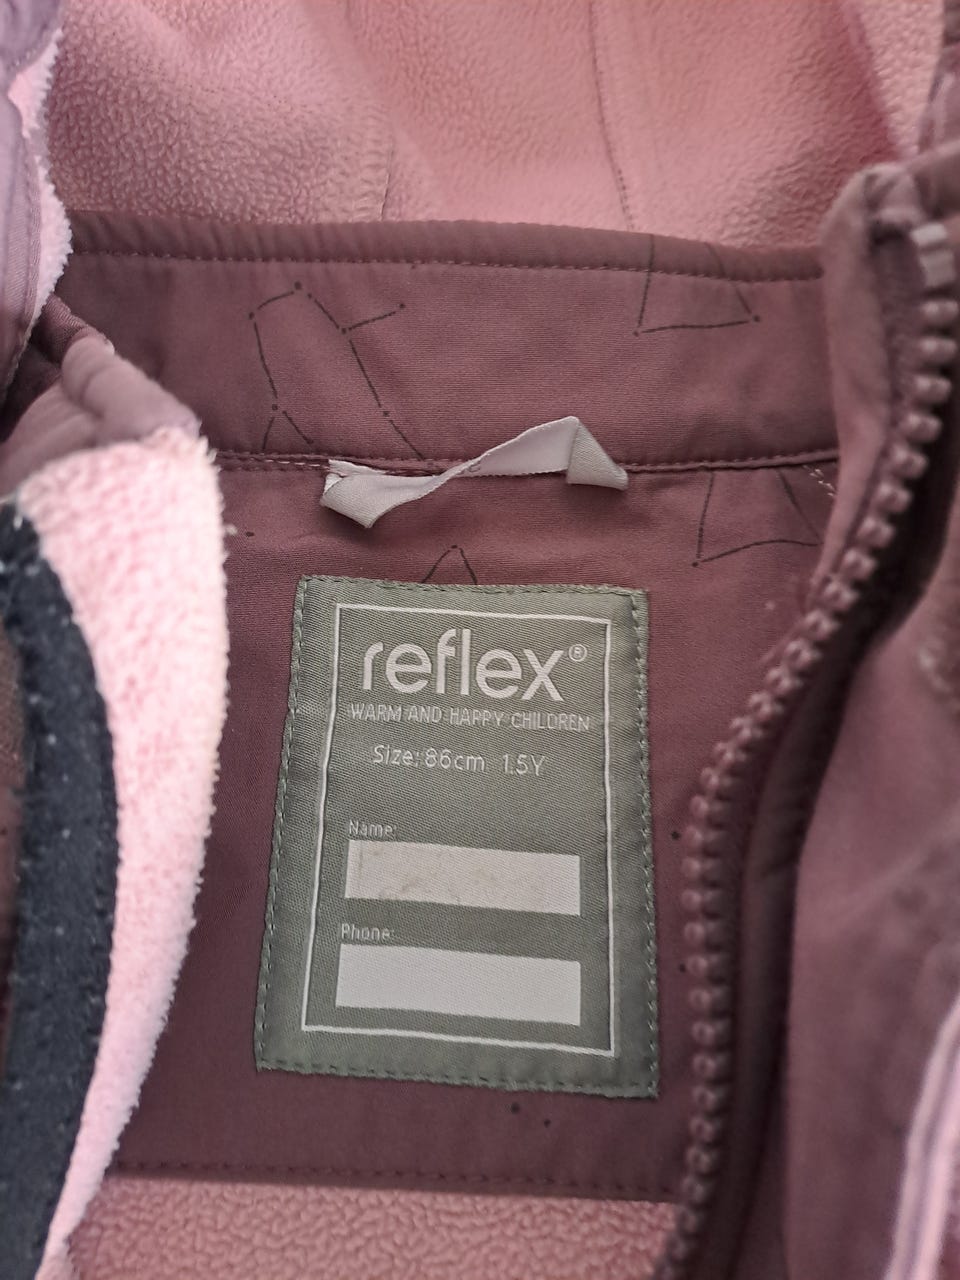 reflex®
WARM AND HAPPY CHILDREN
Size: 86cm 1.5Y
Name:
Phone: